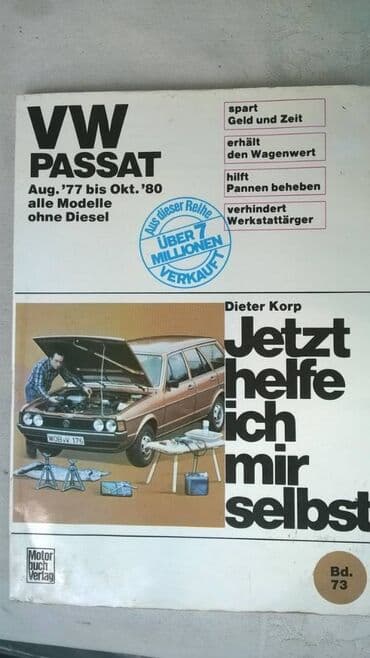 VW
PASSAT
Aug. '77 bis Okt. '80
alle Modelle
ohne Diesel
spart
Geld und Zeit
erhält
den Wagenwert
hilft
Pannen beheben
verhindert
Werkstattärger
Aus dieser Reihe
ÜBER 7
MILLIONEN
VERKAUFT
Dieter Korp
Jetzt
helfe
ich
mir
selbst
WOB-V 176
Motor
buch
Verlag
Bd.
73